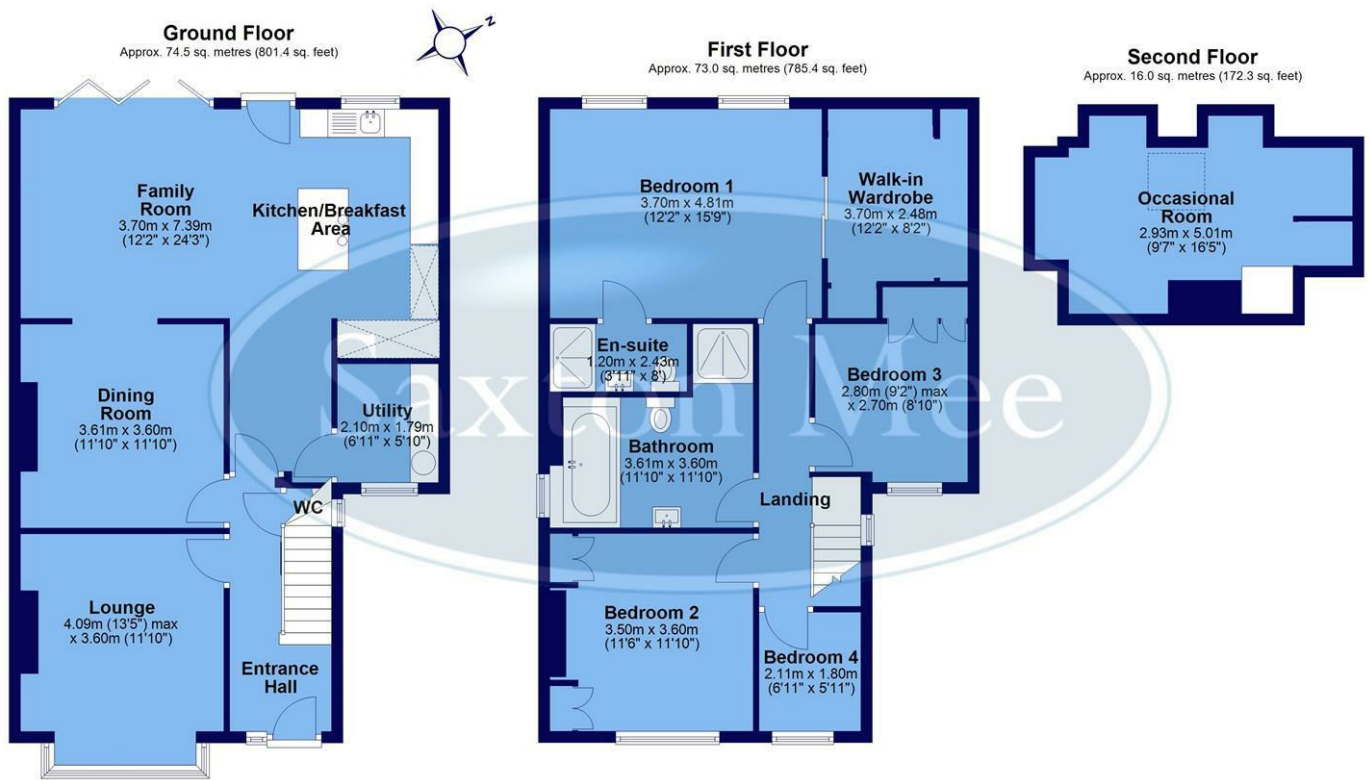 Ground Floor
Approx. 74.5 sq. metres (801.4 sq. feet)
N
Family
Room
3.70m x 7.39m
(12'2" x 24'3")
Kitchen/Breakfast
Area
Dining
Room
3.61m x 3.60m
(11'10" x 11'10")
Utility
2.10m x 1.79m
(6'11" x 5'10")
WC
Lounge
4.09m (13'5") max
x 3.60m (11'10")
Entrance
Hall
First Floor
Approx. 73.0 sq. metres (785.4 sq. feet)
Bedroom 1
3.70m x 4.81m
(12'2" x 15'9")
Walk-in
Wardrobe
3.70m x 2.48m
(12'2" x 8'2")
En-suite
1.20m x 2.43m
(3'11" x 8')
Bedroom 3
2.80m (9'2") max
x 2.70m (8'10")
Bathroom
3.61m x 3.60m
(11'10" x 11'10")
Landing
Bedroom 2
3.50m x 3.60m
(11'6" x 11'10")
Bedroom 4
2.11m x 1.80m
(6'11" x 5'11")
Second Floor
Approx. 16.0 sq. metres (172.3 sq. feet)
Occasional
Room
2.93m x 5.01m
(9'7" x 16'5")
Saxton Mee